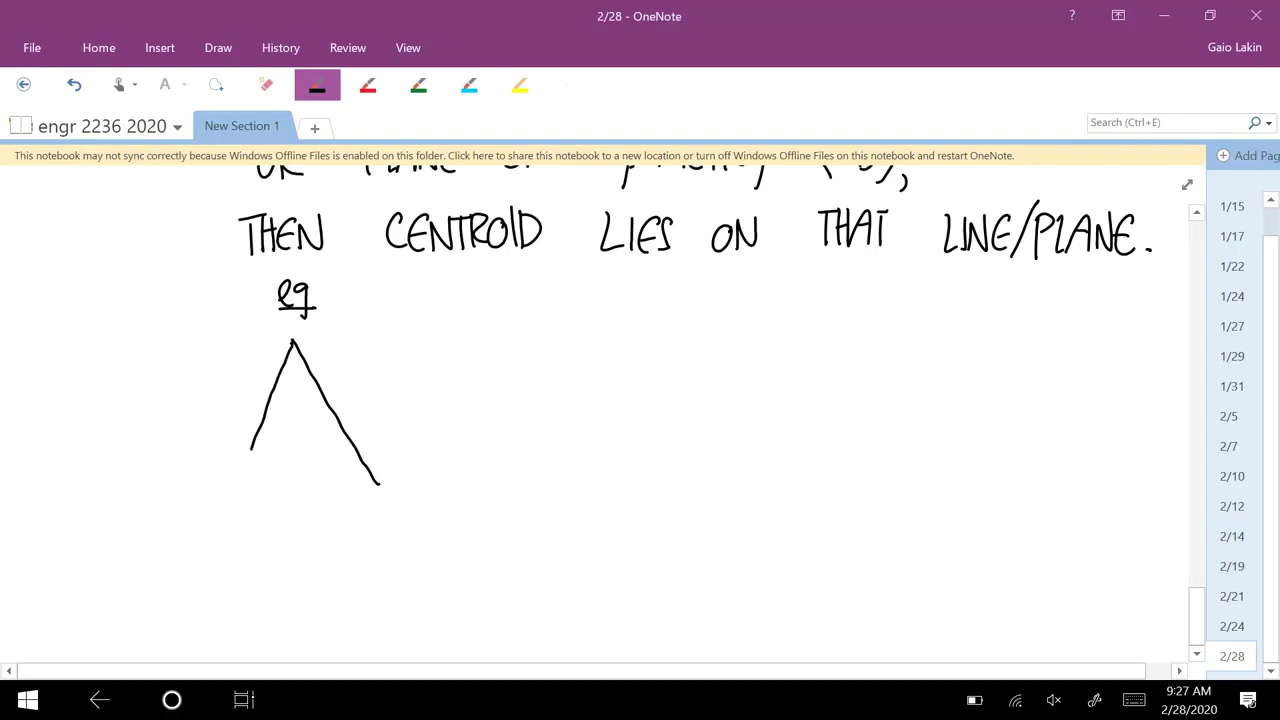 2/28 - OneNote
File Home Insert Draw History Review View
Gaio Lakin
A
engr 2236 2020
New Section 1
Search (Ctrl+E)
This notebook may not sync correctly because Windows Offline Files is enabled on this folder. Click here to share this notebook to a new location or turn off Windows Offline Files on this notebook and restart OneNote.
Add Pag
OR PLANE OF
THEN CENTROID LIES ON THAT LINE/PLANE.
eg
1/15
1/17
1/22
1/24
1/27
1/29
1/31
2/5
2/7
2/10
2/12
2/14
2/19
2/21
2/24
2/28
9:27 AM
2/28/2020